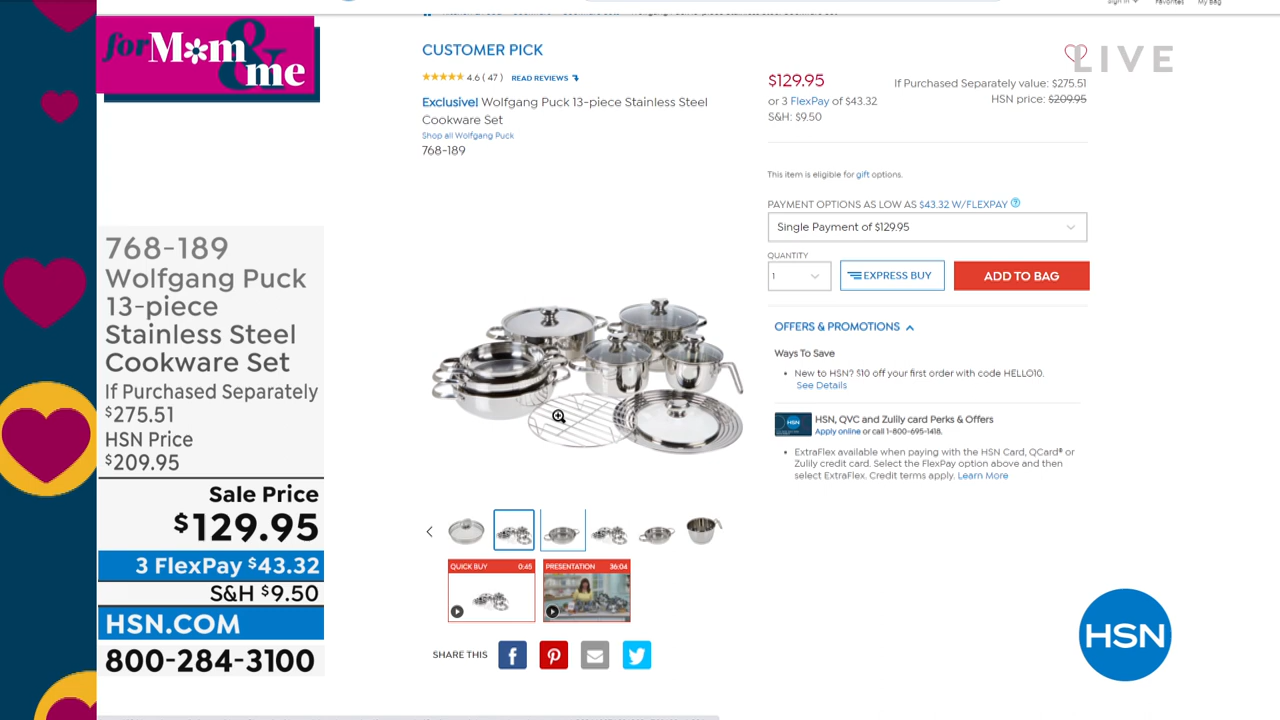 for Mom & me
768-189
Wolfgang Puck
13-piece
Stainless Steel
Cookware Set
If Purchased Separately
$275.51
HSN Price
$209.95
Sale Price
$129.95
3 FlexPay $43.32
S&H $9.50
HSN.COM
800-284-3100
Sign In
Favorites
My Bag
CUSTOMER PICK
4.6 ( 47 ) READ REVIEWS
Exclusive! Wolfgang Puck 13-piece Stainless Steel
Cookware Set
Shop all Wolfgang Puck
768-189
QUICK BUY 0:45
PRESENTATION 36:04
SHARE THIS
LIVE
$129.95
or 3 FlexPay of $43.32
S&H: $9.50
If Purchased Separately value: $275.51
HSN price: $209.95
This item is eligible for gift options.
PAYMENT OPTIONS AS LOW AS $43.32 W/FLEXPAY
Single Payment of $129.95
QUANTITY
1
EXPRESS BUY
ADD TO BAG
OFFERS & PROMOTIONS
Ways To Save
• New to HSN? $10 off your first order with code HELLO10.
See Details
HSN, QVC and Zulily card Perks & Offers
Apply online or call 1-800-695-1418.
• ExtraFlex available when paying with the HSN Card, QCard® or
Zulily credit card. Select the FlexPay option above and then
select ExtraFlex. Credit terms apply. Learn More
HSN